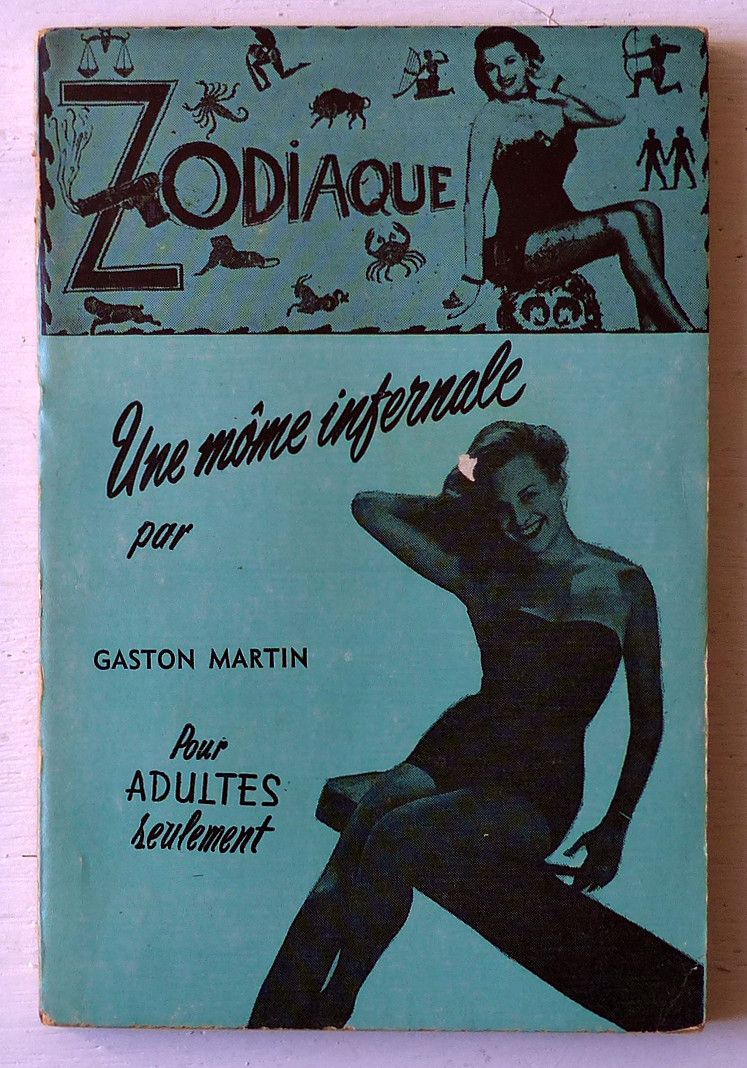 ZODIAQUE
Une môme infernale
par
GASTON MARTIN
Pour
ADULTES
seulement